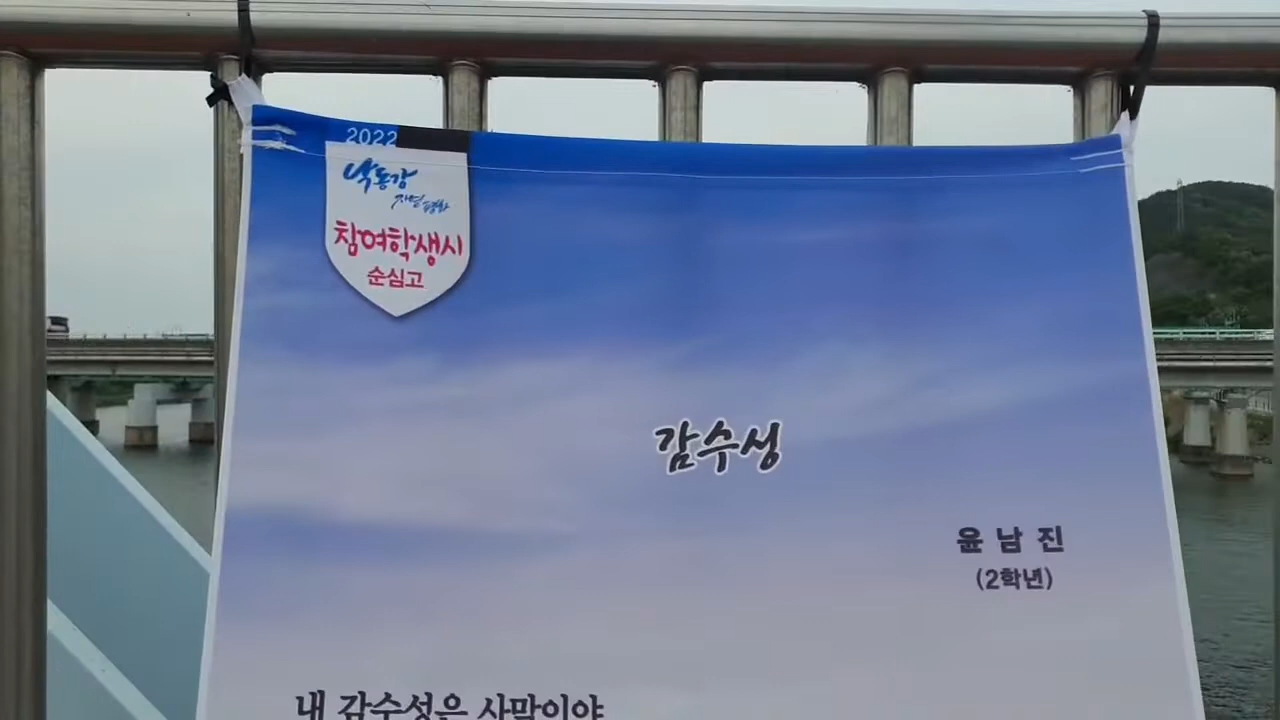 2022
낙동강
참여학생시
순심고
감수성
윤남진
(2학년)
내 감수성은 사막이야